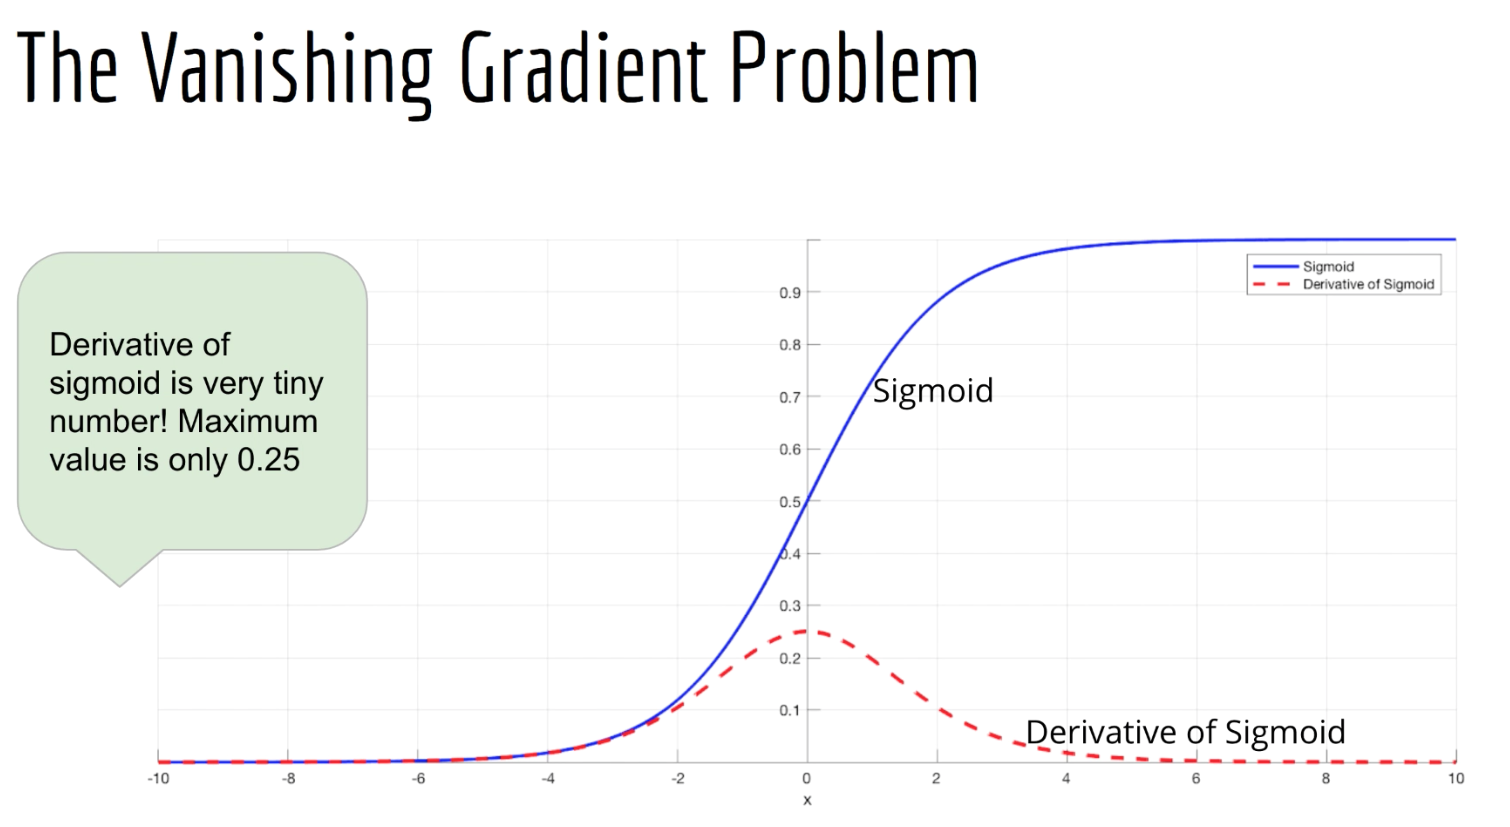 The Vanishing Gradient Problem
Derivative of
sigmoid is very tiny
number! Maximum
value is only 0.25
Sigmoid
Derivative of Sigmoid
0.9
0.8
0.7
Sigmoid
0.6
0.5
0.4
0.3
0.2
0.1
Derivative of Sigmoid
-10 -8 -6 -4 -2 0 2 4 6 8 10
x